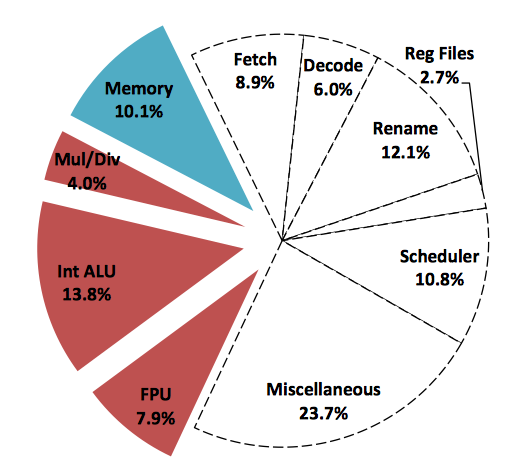 Fetch
8.9%
Decode
6.0%
Reg Files
2.7%
Rename
12.1%
Scheduler
10.8%
Miscellaneous
23.7%
FPU
7.9%
Int ALU
13.8%
Mul/Div
4.0%
Memory
10.1%